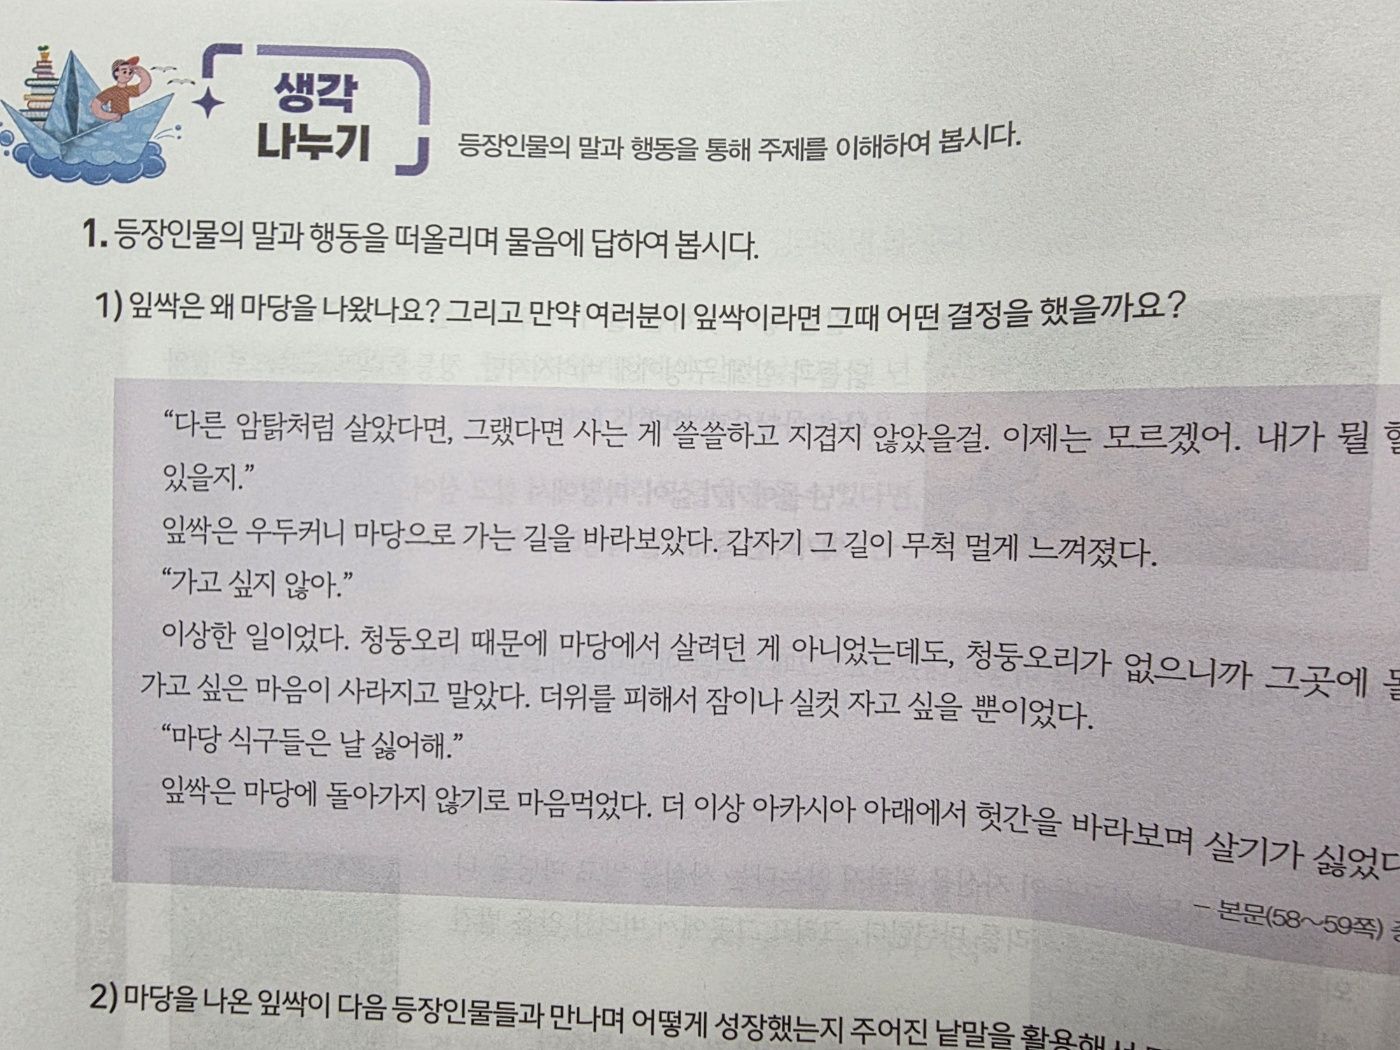 생각
나누기
등장인물의 말과 행동을 통해 주제를 이해하여 봅시다.
1. 등장인물의 말과 행동을 떠올리며 물음에 답하여 봅시다.
1) 잎싹은 왜 마당을 나왔나요? 그리고 만약 여러분이 잎싹이라면 그때 어떤 결정을 했을까요?
“다른 암탉처럼 살았다면, 그랬다면 사는 게 쓸쓸하고 지겹지 않았을걸. 이제는 모르겠어. 내가 뭘
있을지.”
잎싹은 우두커니 마당으로 가는 길을 바라보았다. 갑자기 그 길이 무척 멀게 느껴졌다.
“가고 싶지 않아.”
이상한 일이었다. 청둥오리 때문에 마당에서 살려던 게 아니었는데도, 청둥오리가 없으니까 그곳에
가고 싶은 마음이 사라지고 말았다. 더위를 피해서 잠이나 실컷 자고 싶을 뿐이었다.
“마당 식구들은 날 싫어해.”
잎싹은 마당에 돌아가지 않기로 마음먹었다. 더 이상 아카시아 아래에서 헛간을 바라보며 살기가 싫었다
– 본문(58~59쪽)
2) 마당을 나온 잎싹이 다음 등장인물들과 만나며 어떻게 성장했는지 주어진 낱말을 활용해서